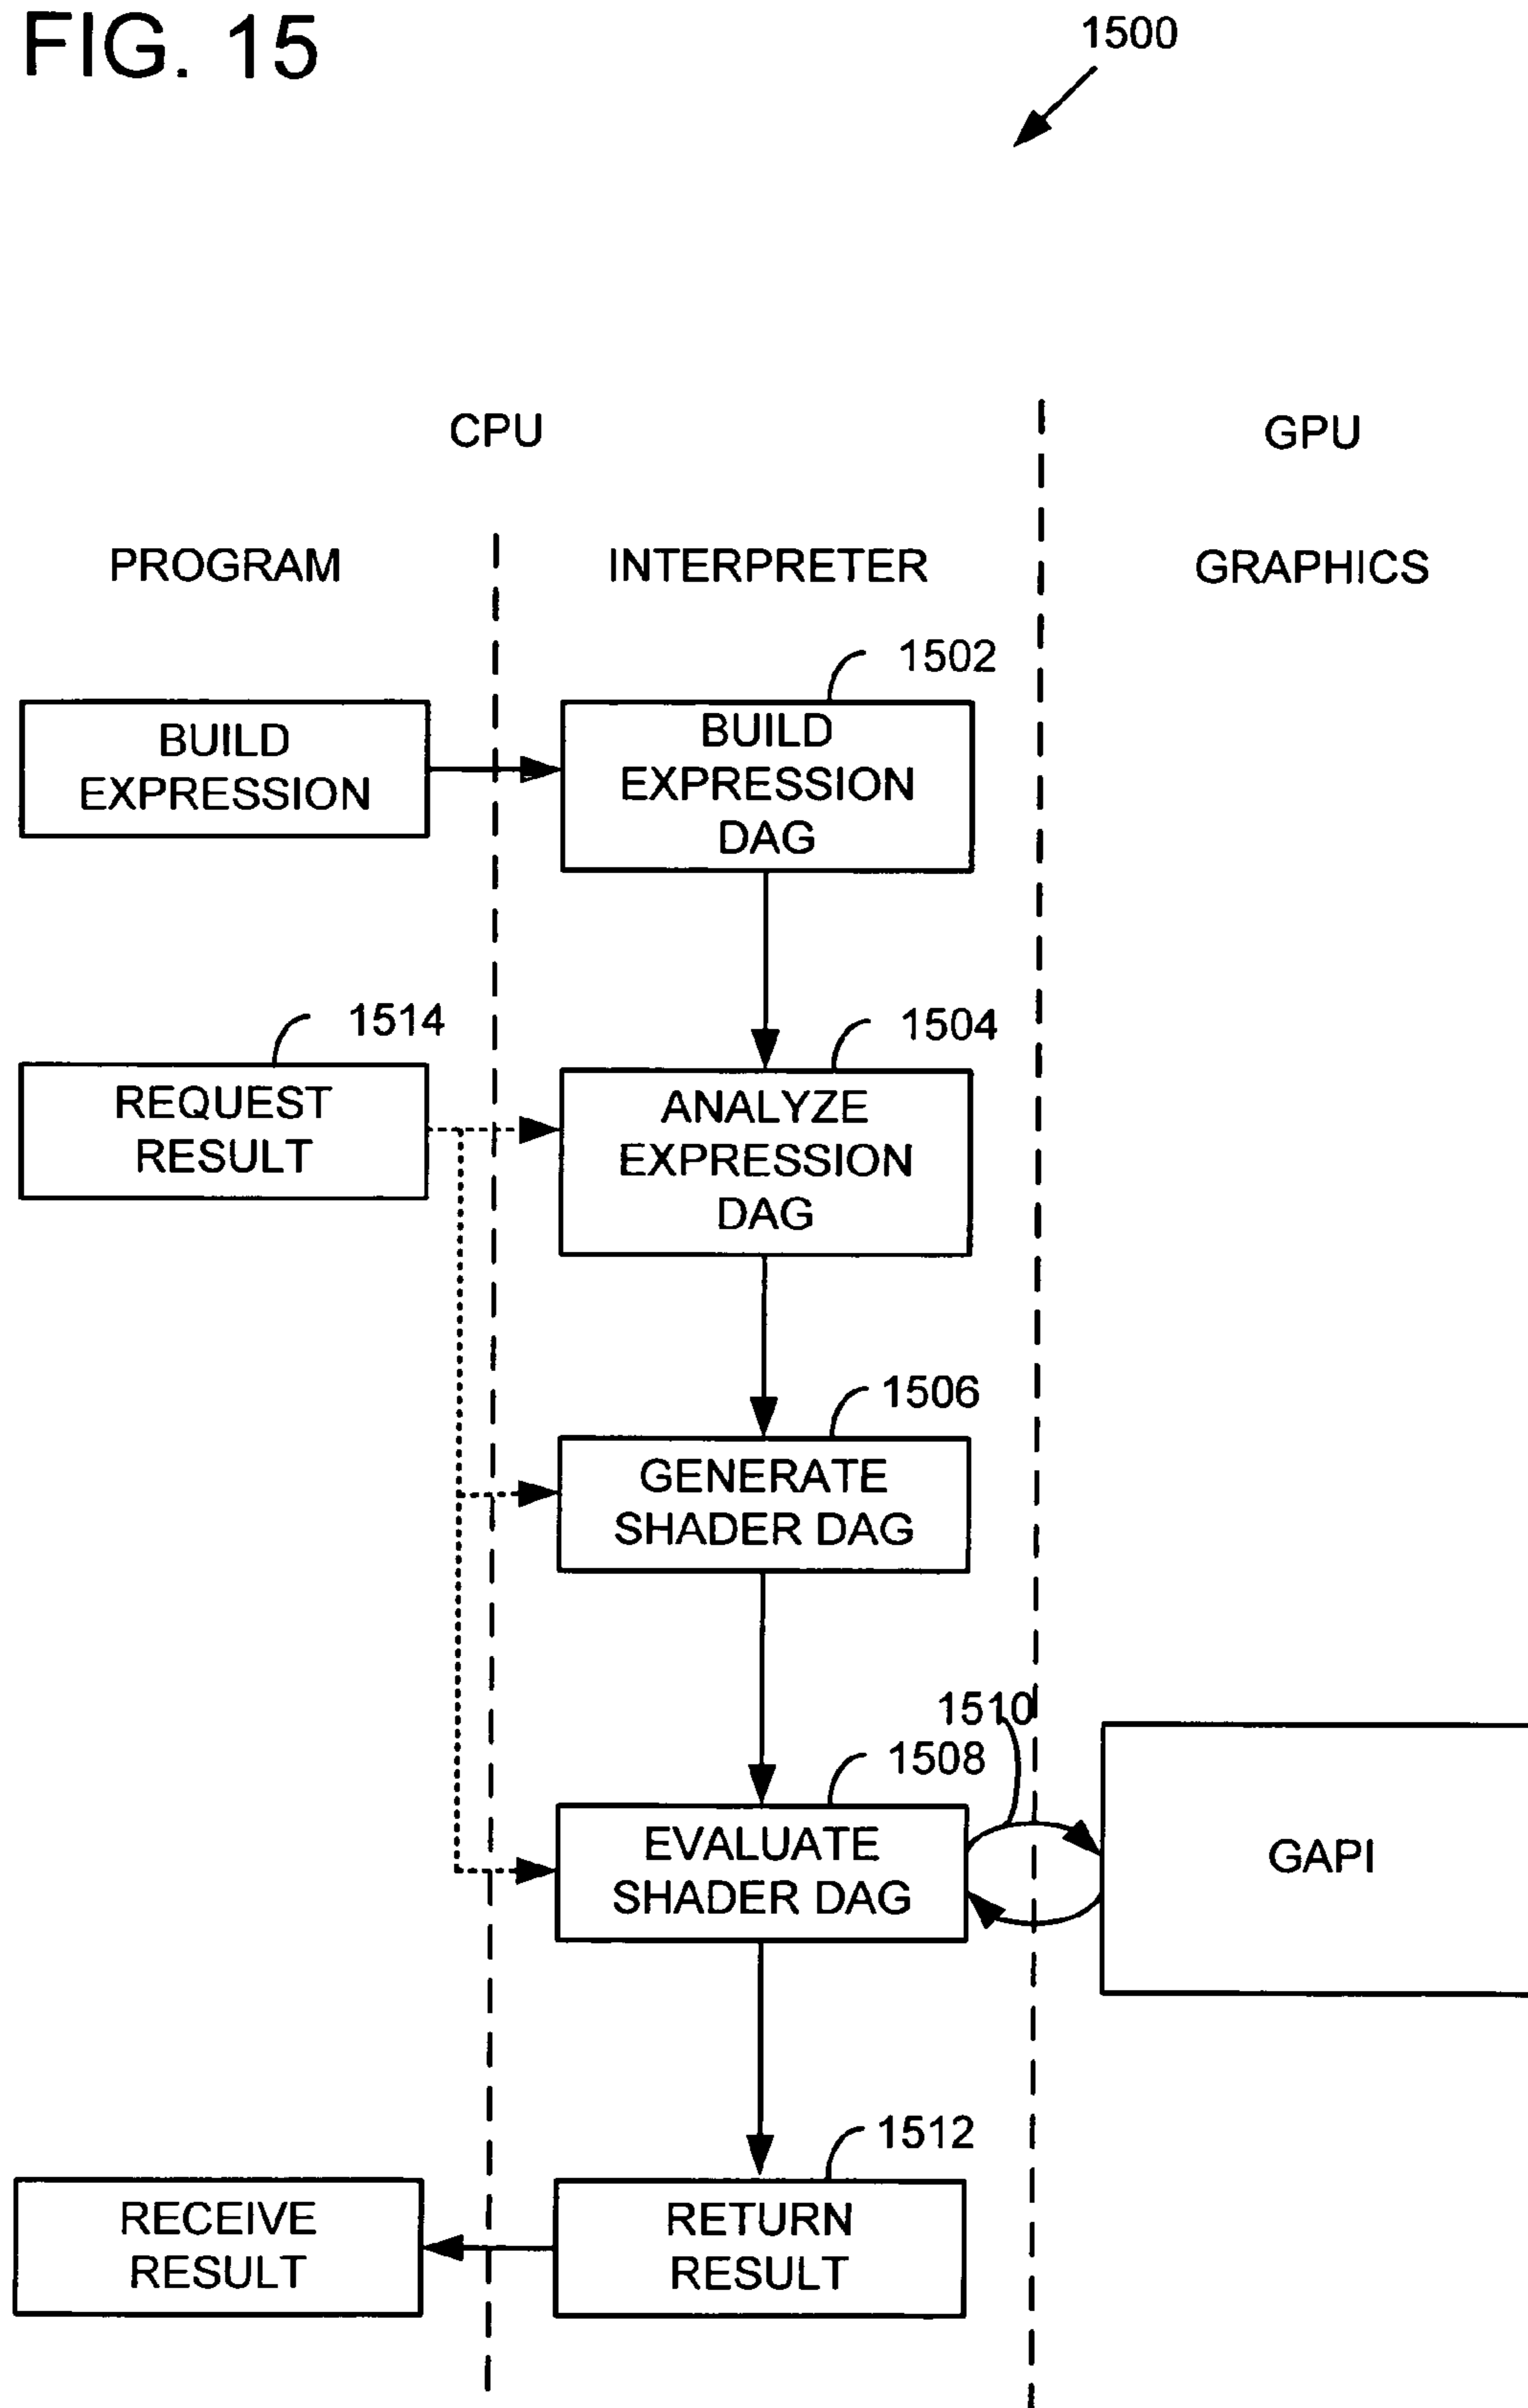 FIG. 15
1500
CPU
GPU
PROGRAM
INTERPRETER
GRAPHICS
1502
BUILD
EXPRESSION
BUILD
EXPRESSION
DAG
1514
1504
REQUEST
RESULT
ANALYZE
EXPRESSION
DAG
1506
GENERATE
SHADER DAG
1510
1508
EVALUATE
SHADER DAG
GAPI
1512
RECEIVE
RESULT
RETURN
RESULT